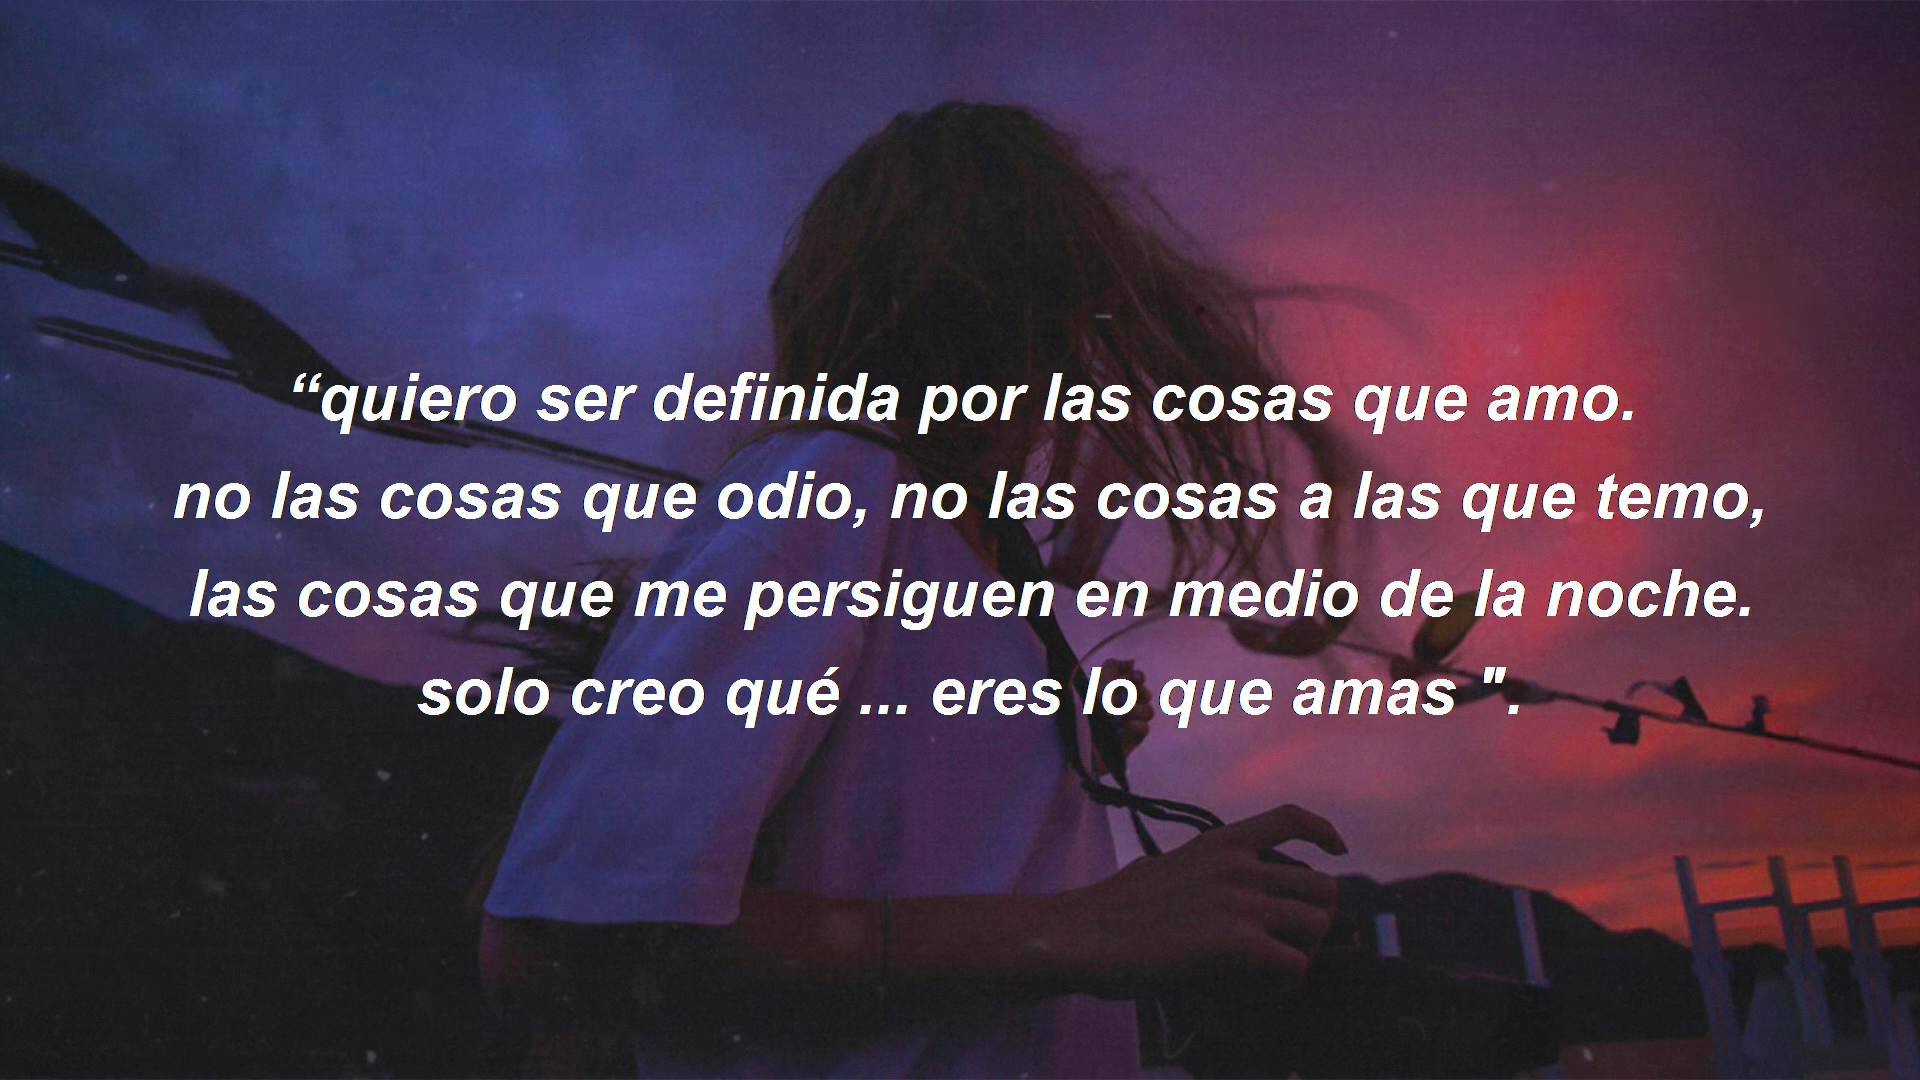 “quiero ser definida por las cosas que amo.
no las cosas que odio, no las cosas a las que temo,
las cosas que me persiguen en medio de la noche.
solo creo qué ... eres lo que amas ".